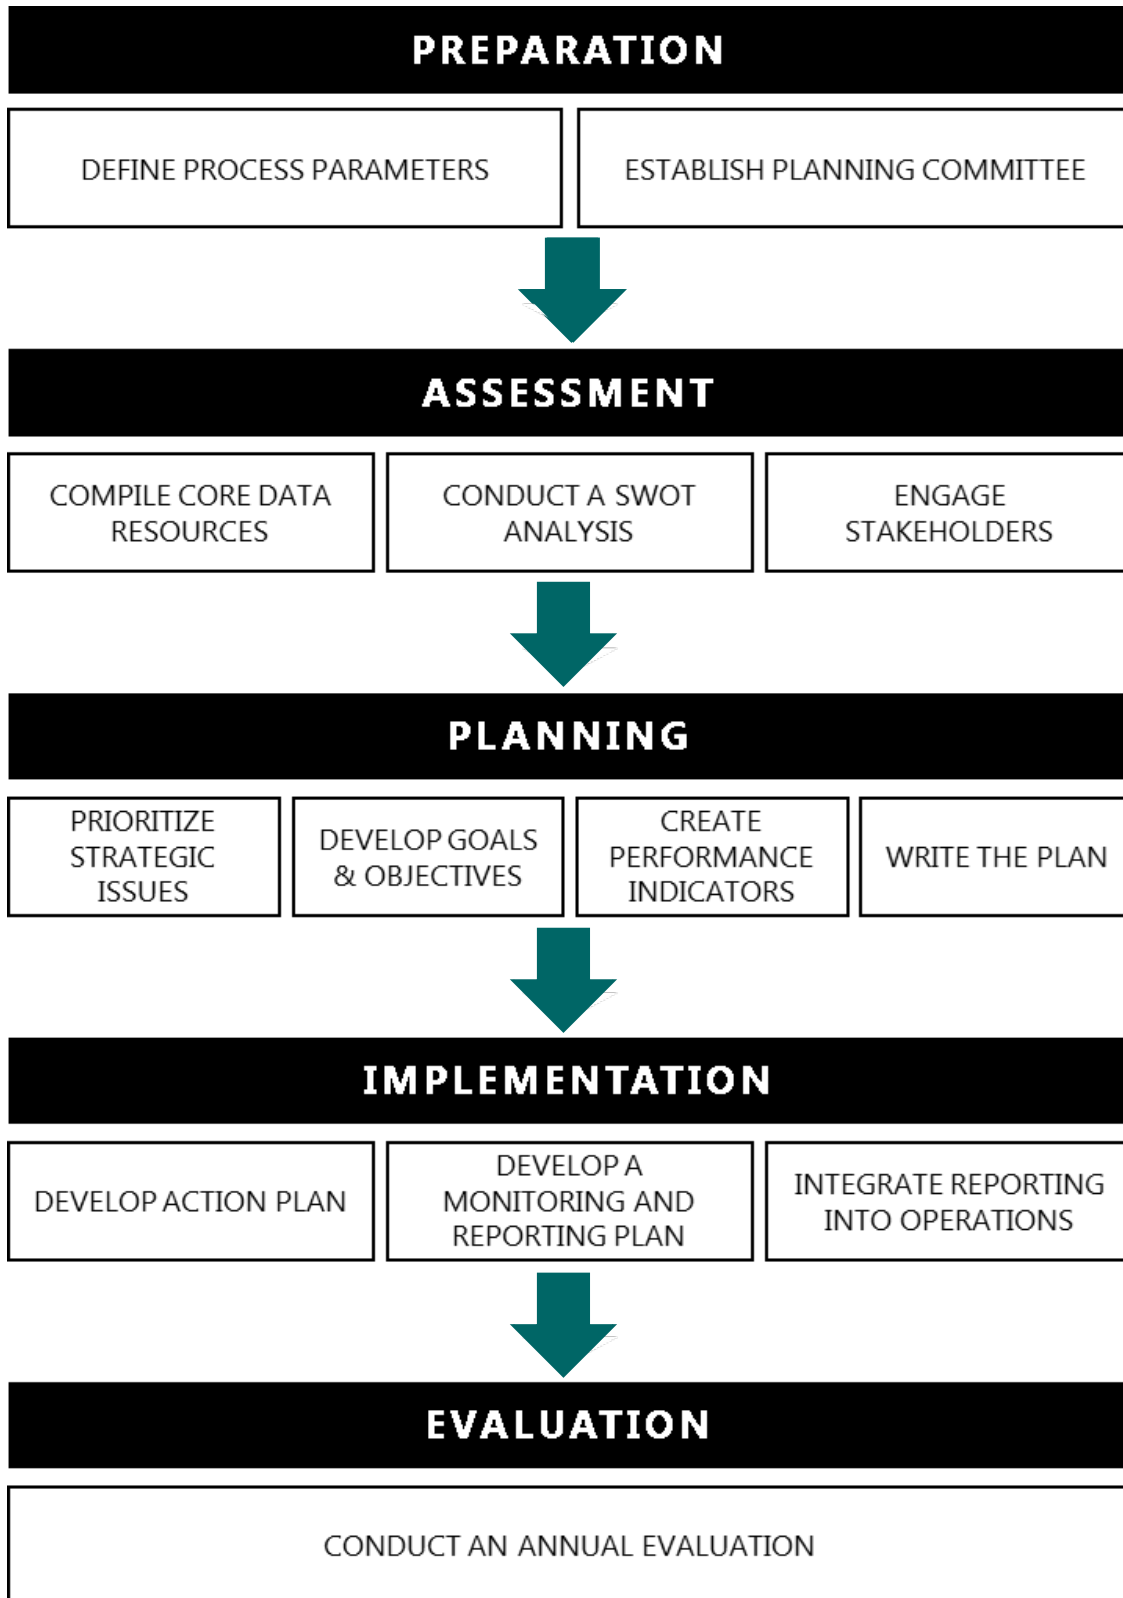 PREPARATION
DEFINE PROCESS PARAMETERS
ESTABLISH PLANNING COMMITTEE
ASSESSMENT
COMPILE CORE DATA
RESOURCES
CONDUCT A SWOT
ANALYSIS
ENGAGE
STAKEHOLDERS
PLANNING
PRIORITIZE
STRATEGIC
ISSUES
DEVELOP GOALS
& OBJECTIVES
CREATE
PERFORMANCE
INDICATORS
WRITE THE PLAN
IMPLEMENTATION
DEVELOP ACTION PLAN
DEVELOP A
MONITORING AND
REPORTING PLAN
INTEGRATE REPORTING
INTO OPERATIONS
EVALUATION
CONDUCT AN ANNUAL EVALUATION